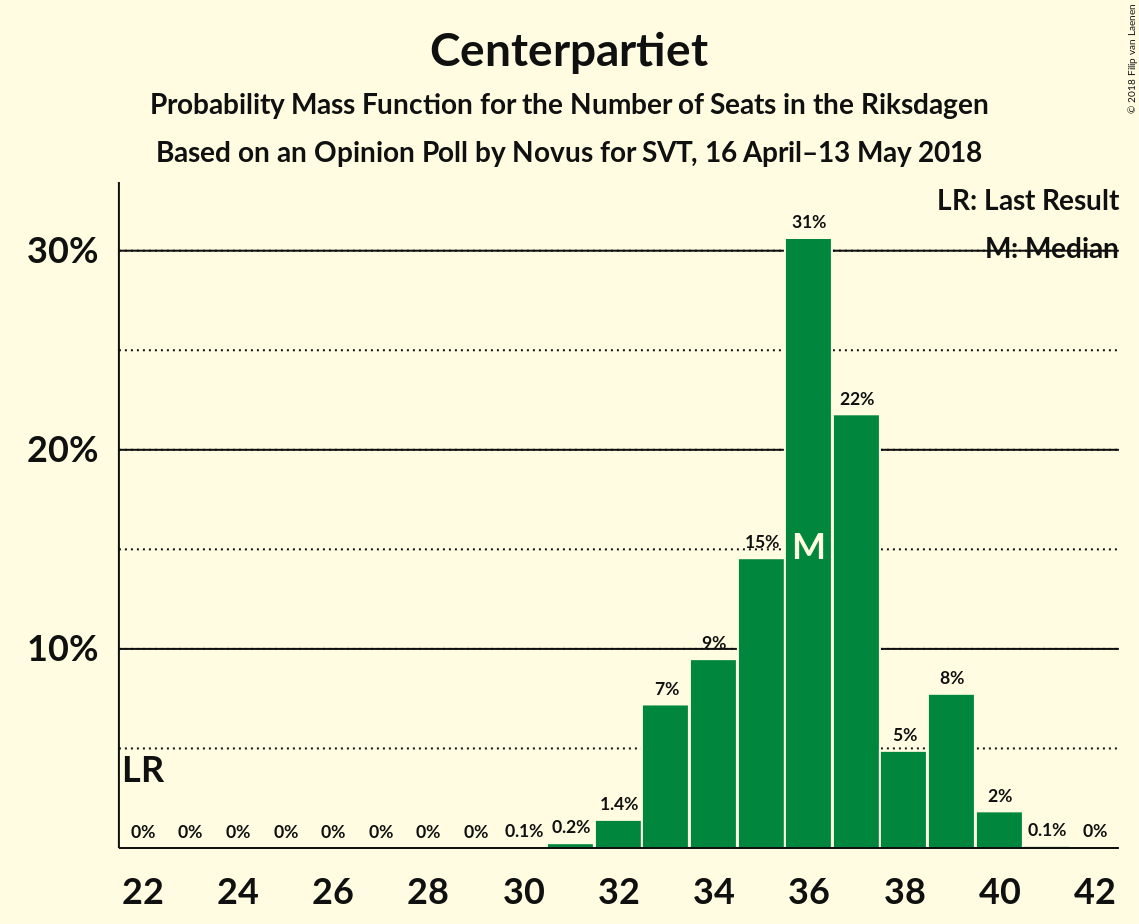 Centerpartiet
Probability Mass Function for the Number of Seats in the Riksdagen
Based on an Opinion Poll by Novus for SVT, 16 April–13 May 2018
© 2018 Filip van Laenen
LR: Last Result
M: Median
30%
20%
10%
31%
22%
15%
M
9%
8%
7%
5%
LR
2%
1.4%
0% 0% 0% 0% 0% 0% 0% 0% 0.1% 0.2% 0.1% 0%
22 24 26 28 30 32 34 36 38 40 42